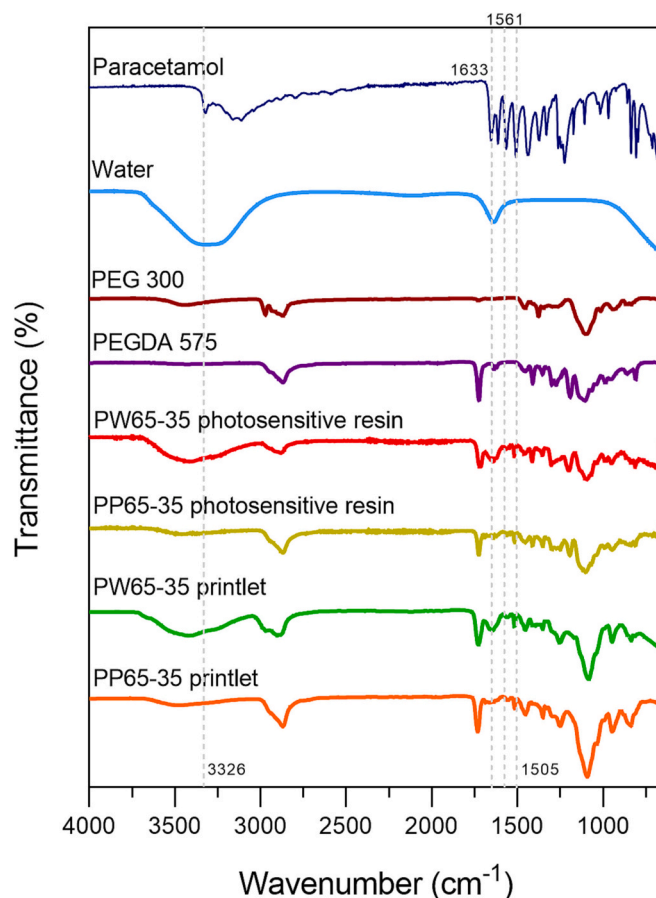 1561
Paracetamol
1633
Water
PEG 300
PEGDA 575
PW65-35 photosensitive resin
PP65-35 photosensitive resin
PW65-35 printlet
PP65-35 printlet
3326
1505
4000 3500 3000 2500 2000 1500 1000
Wavenumber (cm⁻¹)
Transmittance (%)